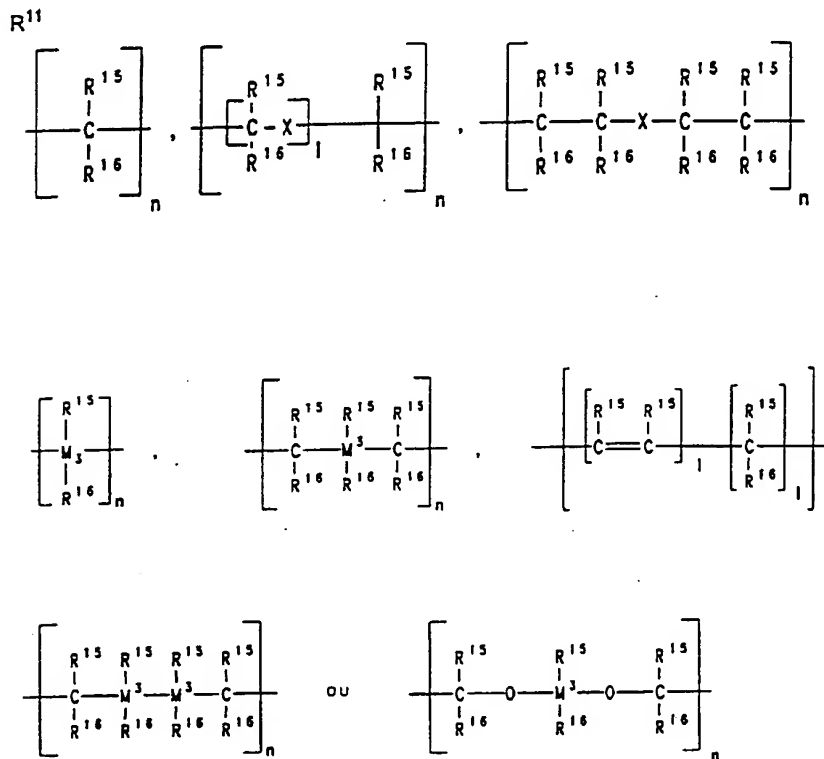 R¹¹
R¹⁵ R¹⁵ R¹⁵ R¹⁵ R¹⁵ R¹⁵ R¹⁵
C , C X , C C X C C
R¹⁶ R¹⁶ l R¹⁶ R¹⁶ R¹⁶ R¹⁶ R¹⁶
n n n
R¹⁵ R¹⁵ R¹⁵ R¹⁵ R¹⁵ R¹⁵ R¹⁵
M₃ , C M³ C , C C C
R¹⁶ R¹⁶ R¹⁶ R¹⁶ l R¹⁶ l
n n
R¹⁵ R¹⁵ R¹⁵ R¹⁵ R¹⁵ R¹⁵ R¹⁵
C M³ M³ C ou C O M³ O C
R¹⁶ R¹⁶ R¹⁶ R¹⁶ R¹⁶ R¹⁶ R¹⁶
n n